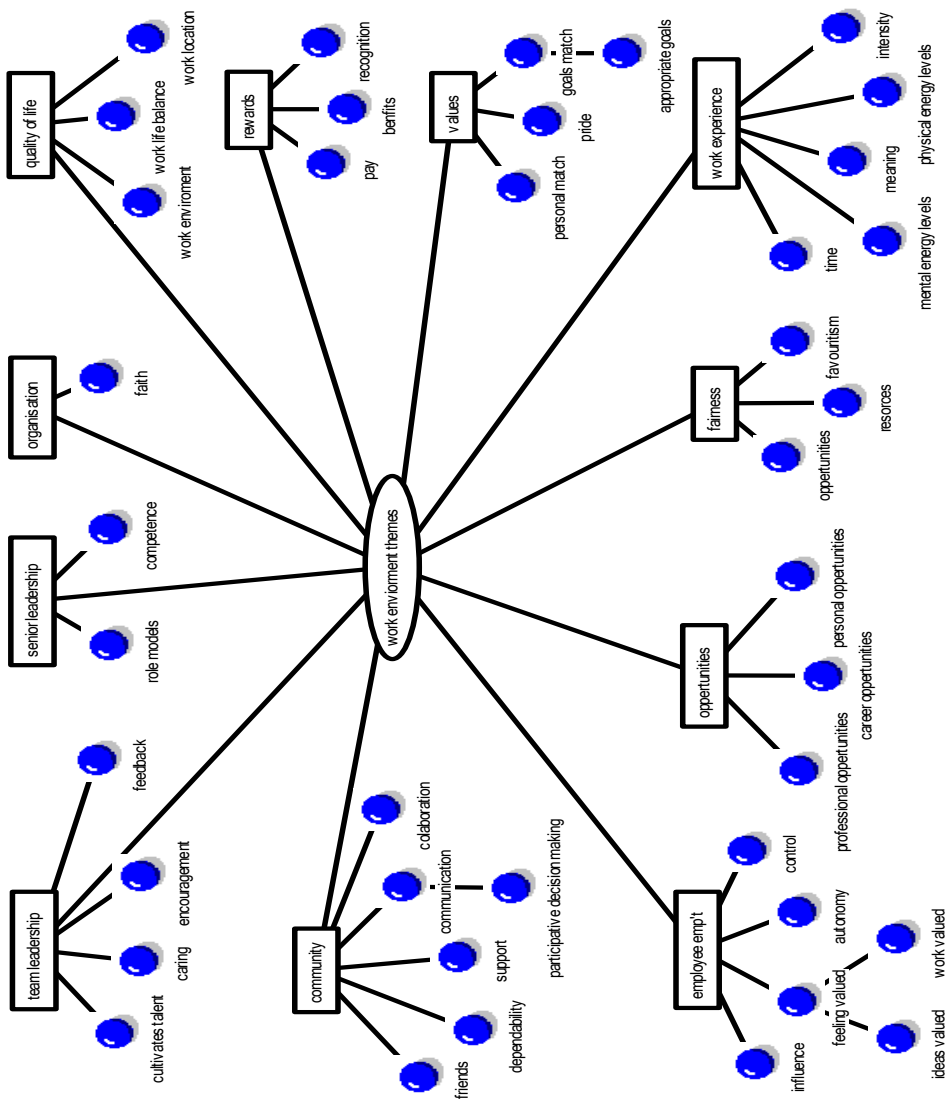 team leadership
cultivates talent
caring
encouragement
feedback
senior leadership
role models
competence
organisation
faith
quality of life
work enviroment
work life balance
work location
rewards
pay
benfits
recognition
community
friends
dependability
support
communication
colaboration
participative decision making
work enviorment themes
values
personal match
pride
goals match
appropriate goals
employee emp't
influence
feeling valued
autonomy
control
ideas valued
work valued
oppertunities
professional oppertunities
career oppertunities
personal oppertunities
fairness
oppertunities
resorces
favouritism
work experience
time
mental energy levels
meaning
physical energy levels
intensity